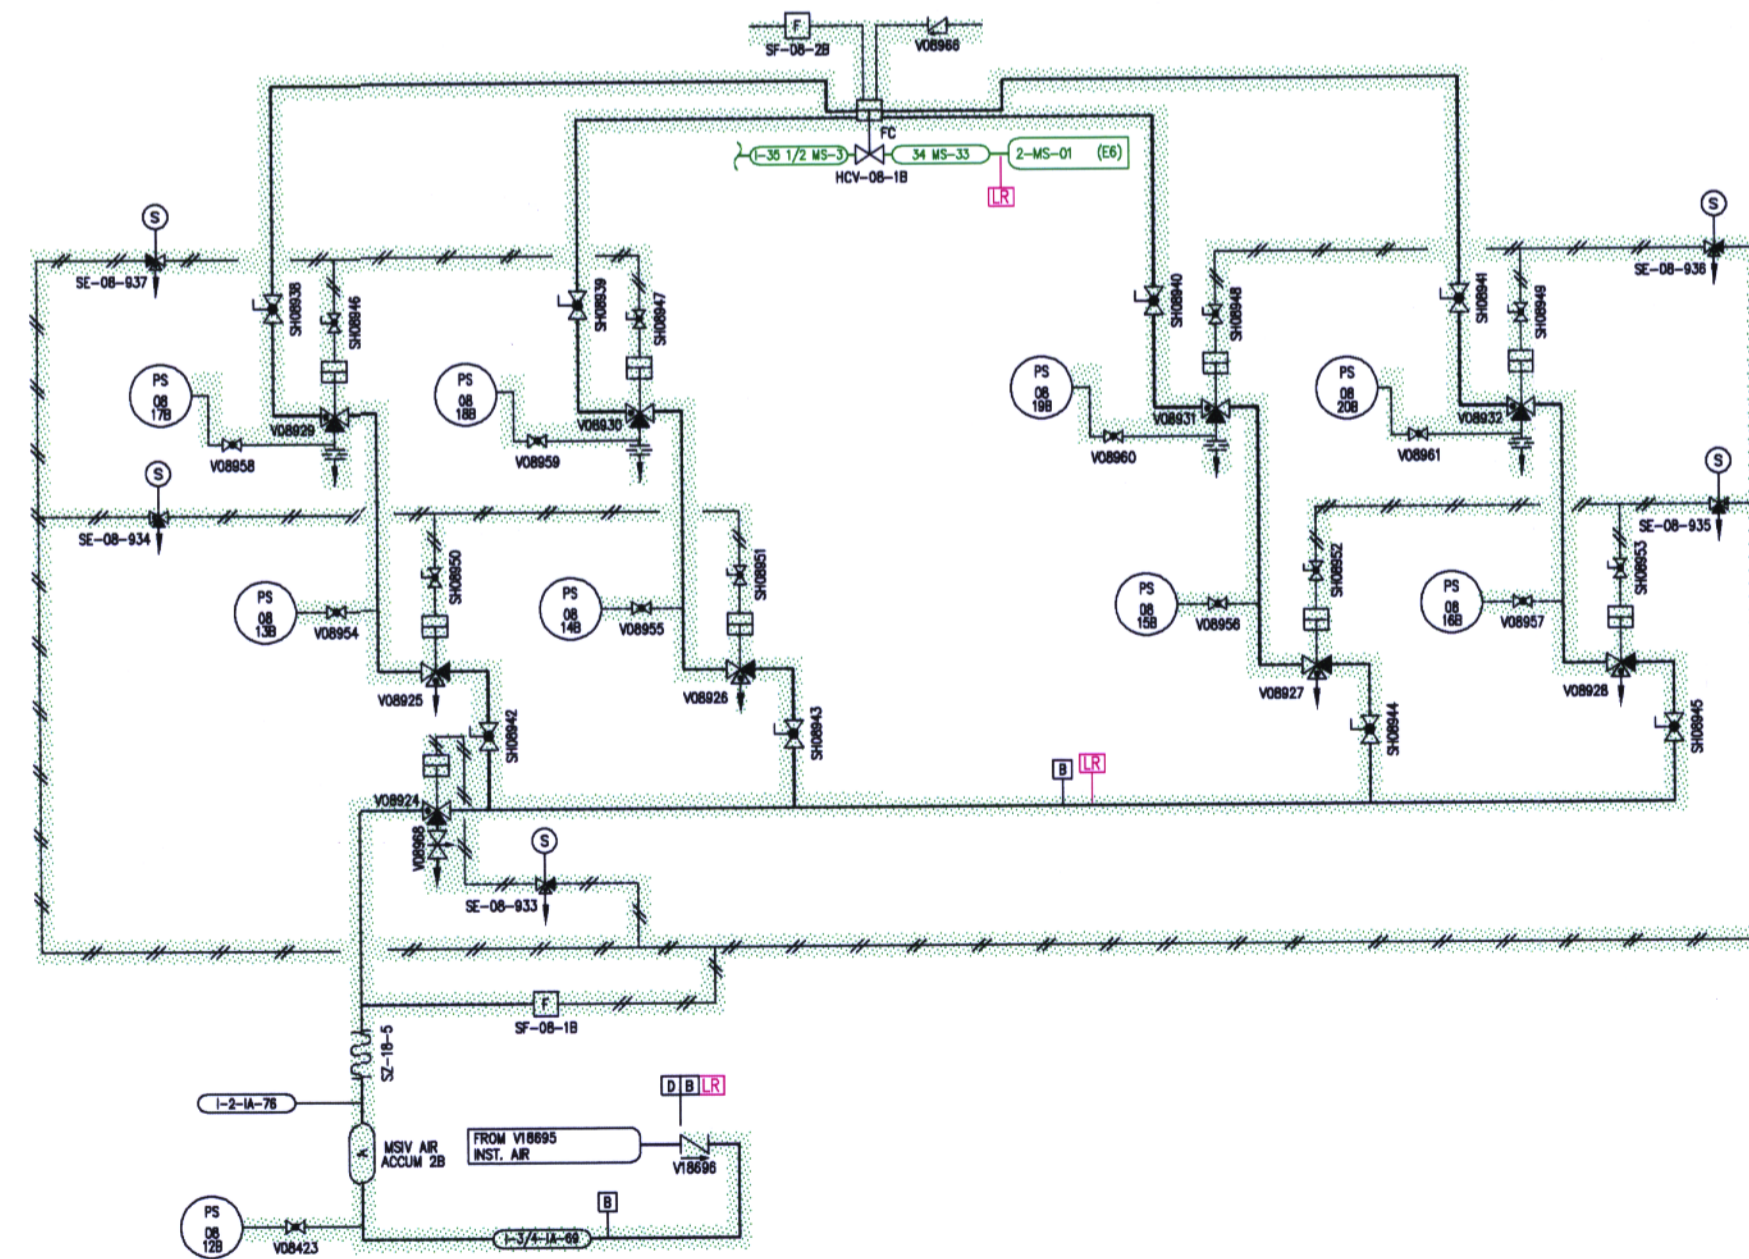 F
SF-08-2B
V08966
FC
I-35 1/2 MS-3
34 MS-33
2-MS-01 (E6)
HCV-08-1B
LR
S
SE-08-937
SH08938
SH08946
SH08939
SH08947
SH08940
SH08948
SH08941
SH08949
S
SE-08-936
PS
08
17B
V08929
V08958
PS
08
18B
V08930
V08959
PS
08
19B
V08931
V08960
PS
08
20B
V08932
V08961
S
SE-08-934
S
SE-08-935
SH08950
SH08951
SH08952
SH08953
PS
08
13B
V08954
PS
08
14B
V08955
PS
08
15B
V08956
PS
08
16B
V08957
V08925
V08926
V08927
V08928
SH08942
SH08943
SH08944
SH08945
B
LR
V08924
V08968
S
SE-08-933
F
SF-08-1B
SZ-18-5
I-2-IA-76
D B LR
A
MSIV AIR
ACCUM 2B
FROM V18695
INST. AIR
V18696
B
PS
08
12B
V08423
I-3/4-IA-69